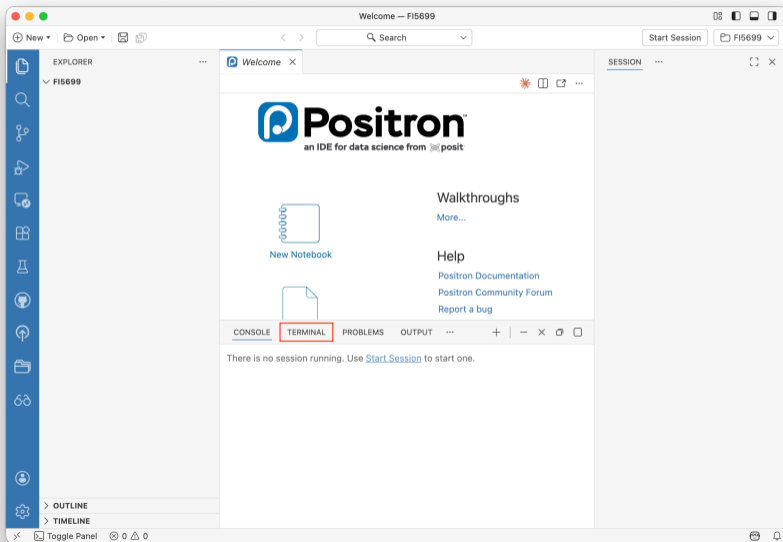 Welcome — FI5699
New
Open
Search
Start Session
FI5699
EXPLORER
FI5699
OUTLINE
TIMELINE
Welcome
Positron™
an IDE for data science from posit
New Notebook
Walkthroughs
More...
Help
Positron Documentation
Positron Community Forum
Report a bug
CONSOLE TERMINAL PROBLEMS OUTPUT ...
There is no session running. Use Start Session to start one.
SESSION ...
Toggle Panel 0 0